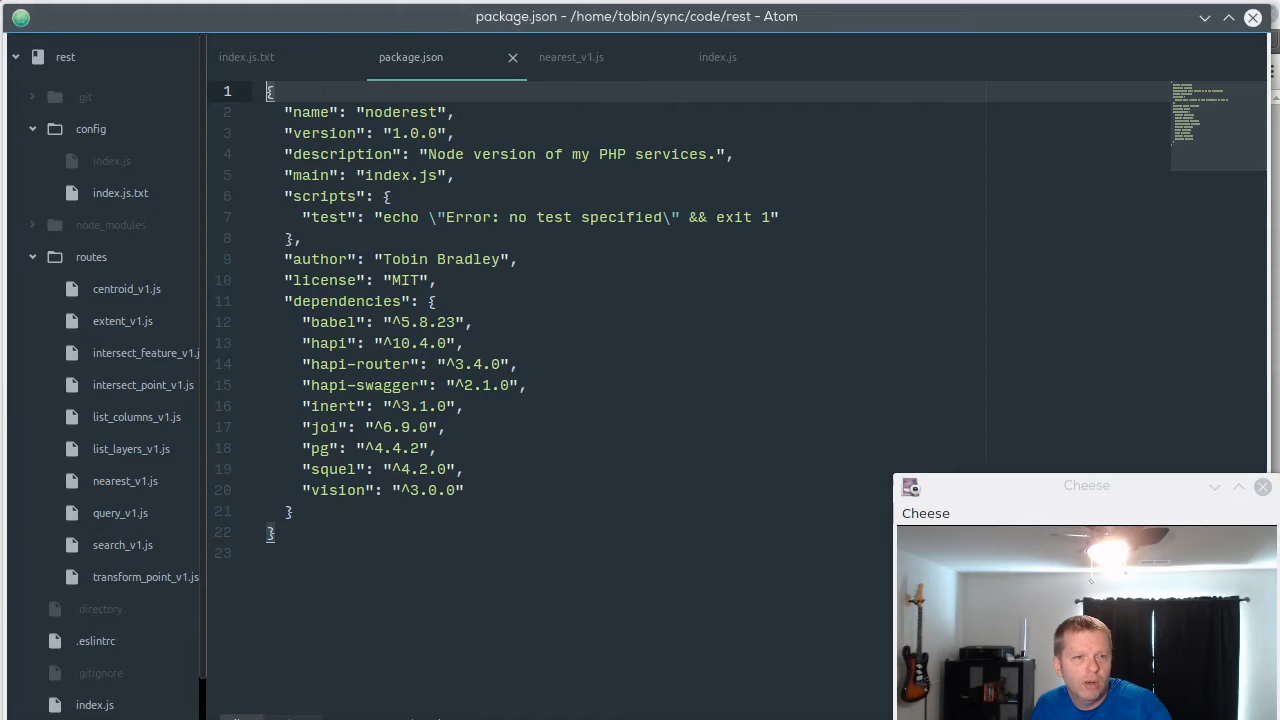 package.json - /home/tobin/sync/code/rest - Atom
rest
.git
config
index.js
index.js.txt
node_modules
routes
centroid_v1.js
extent_v1.js
intersect_feature_v1.j
intersect_point_v1.js
list_columns_v1.js
list_layers_v1.js
nearest_v1.js
query_v1.js
search_v1.js
transform_point_v1.js
.directory
.eslintrc
.gitignore
index.js
index.js.txt
package.json
nearest_v1.js
index.js
1 {
2 "name": "noderest",
3 "version": "1.0.0",
4 "description": "Node version of my PHP services.",
5 "main": "index.js",
6 "scripts": {
7 "test": "echo \"Error: no test specified\" && exit 1"
8 },
9 "author": "Tobin Bradley",
10 "license": "MIT",
11 "dependencies": {
12 "babel": "^5.8.23",
13 "hapi": "^10.4.0",
14 "hapi-router": "^3.4.0",
15 "hapi-swagger": "^2.1.0",
16 "inert": "^3.1.0",
17 "joi": "^6.9.0",
18 "pg": "^4.4.2",
19 "squel": "^4.2.0",
20 "vision": "^3.0.0"
21 }
22 }
23
Cheese
Cheese